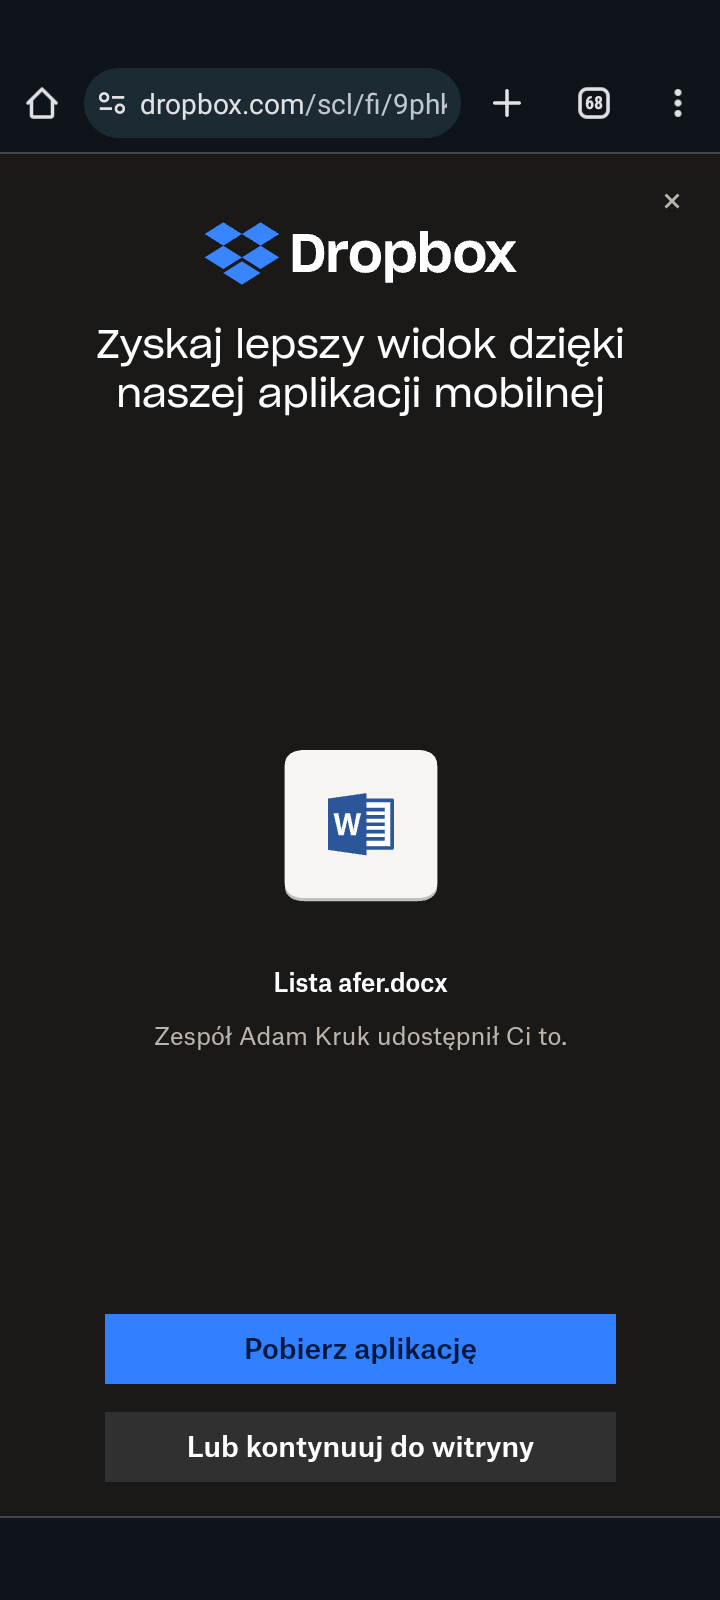 dropbox.com/scl/fi/9phk
68
Dropbox
Zyskaj lepszy widok dzięki
naszej aplikacji mobilnej
W
Lista afer.docx
Zespół Adam Kruk udostępnił Ci to.
Pobierz aplikację
Lub kontynuuj do witryny